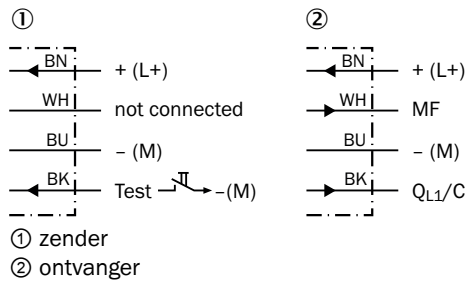 ① ②
BN + (L+) BN + (L+)
WH not connected WH MF
BU – (M) BU – (M)
BK Test –(M) BK QL1/C
① zender
② ontvanger